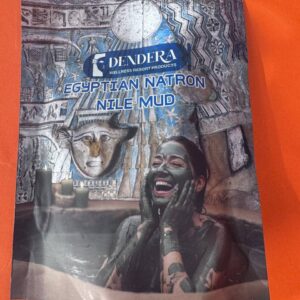 DENDERA
WELLNESS RESORT PRODUCTS
EGYPTIAN NATRON
NILE MUD